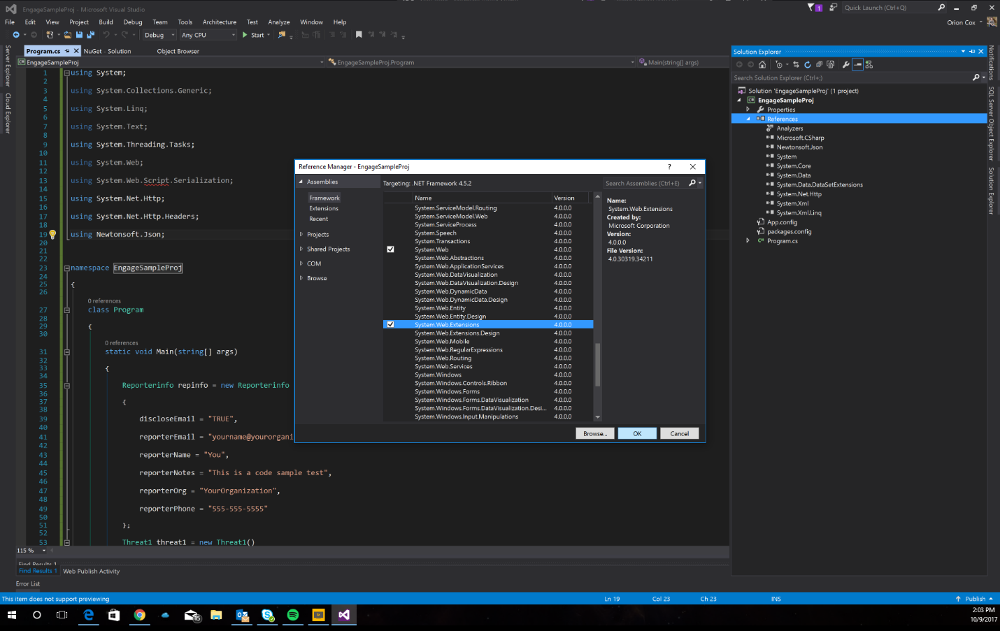 EngageSampleProj - Microsoft Visual Studio
1
Quick Launch (Ctrl+Q)
File Edit View Project Build Debug Team Tools Architecture Test Analyze Window Help
Orion Cox
Debug Any CPU Start
Server Explorer
Cloud Explorer
Program.cs NuGet - Solution Object Browser
EngageSampleProj EngageSampleProj.Program Main(string[] args)
1 using System;
2
3 using System.Collections.Generic;
4
5 using System.Linq;
6
7 using System.Text;
8
9 using System.Threading.Tasks;
10
11 using System.Web;
12
13 using System.Web.Script.Serialization;
14
15 using System.Net.Http;
16
17 using System.Net.Http.Headers;
18
19 using Newtonsoft.Json;
20
21
22
23 namespace EngageSampleProj
24
25 {
26
0 references
27 class Program
28
29 {
30
0 references
31 static void Main(string[] args)
32
33 {
34
35 Reporterinfo repinfo = new Reporterinfo
36
37 {
38
39 discloseEmail = "TRUE",
40
41 reporterEmail = "yourname@yourorgani
42
43 reporterName = "You",
44
45 reporterNotes = "This is a code sample test",
46
47 reporterOrg = "YourOrganization",
48
49 reporterPhone = "555-555-5555"
50
51 };
52
53 Threat1 threat1 = new Threat1()
115 %
Find Results 1
Find Results 1 Web Publish Activity
Error List
This item does not support previewing Ln 19 Col 23 Ch 23 INS Publish
Reference Manager - EngageSampleProj ?
Assemblies
Framework
Extensions
Recent
Projects
Shared Projects
COM
Browse
Targeting: .NET Framework 4.5.2
Search Assemblies (Ctrl+E)
Name Version
System.ServiceModel.Routing 4.0.0.0
System.ServiceModel.Web 4.0.0.0
System.ServiceProcess 4.0.0.0
System.Speech 4.0.0.0
System.Transactions 4.0.0.0
System.Web 4.0.0.0
System.Web.Abstractions 4.0.0.0
System.Web.ApplicationServices 4.0.0.0
System.Web.DataVisualization 4.0.0.0
System.Web.DataVisualization.Design 4.0.0.0
System.Web.DynamicData 4.0.0.0
System.Web.DynamicData.Design 4.0.0.0
System.Web.Entity 4.0.0.0
System.Web.Entity.Design 4.0.0.0
System.Web.Extensions 4.0.0.0
System.Web.Extensions.Design 4.0.0.0
System.Web.Mobile 4.0.0.0
System.Web.RegularExpressions 4.0.0.0
System.Web.Routing 4.0.0.0
System.Web.Services 4.0.0.0
System.Windows 4.0.0.0
System.Windows.Controls.Ribbon 4.0.0.0
System.Windows.Forms 4.0.0.0
System.Windows.Forms.DataVisualization 4.0.0.0
System.Windows.Forms.DataVisualization.Desi... 4.0.0.0
System.Windows.Input.Manipulations 4.0.0.0
Name:
System.Web.Extensions
Created by:
Microsoft Corporation
Version:
4.0.0.0
File Version:
4.0.30319.34211
Browse... OK Cancel
Solution Explorer
Search Solution Explorer (Ctrl+;)
Solution 'EngageSampleProj' (1 project)
EngageSampleProj
Properties
References
Analyzers
Microsoft.CSharp
Newtonsoft.Json
System
System.Core
System.Data
System.Data.DataSetExtensions
System.Net.Http
System.Xml
System.Xml.Linq
App.config
packages.config
C# Program.cs
Notifications
SQL Server Object Explorer
Solution Explorer
15
2:03 PM
10/9/2017